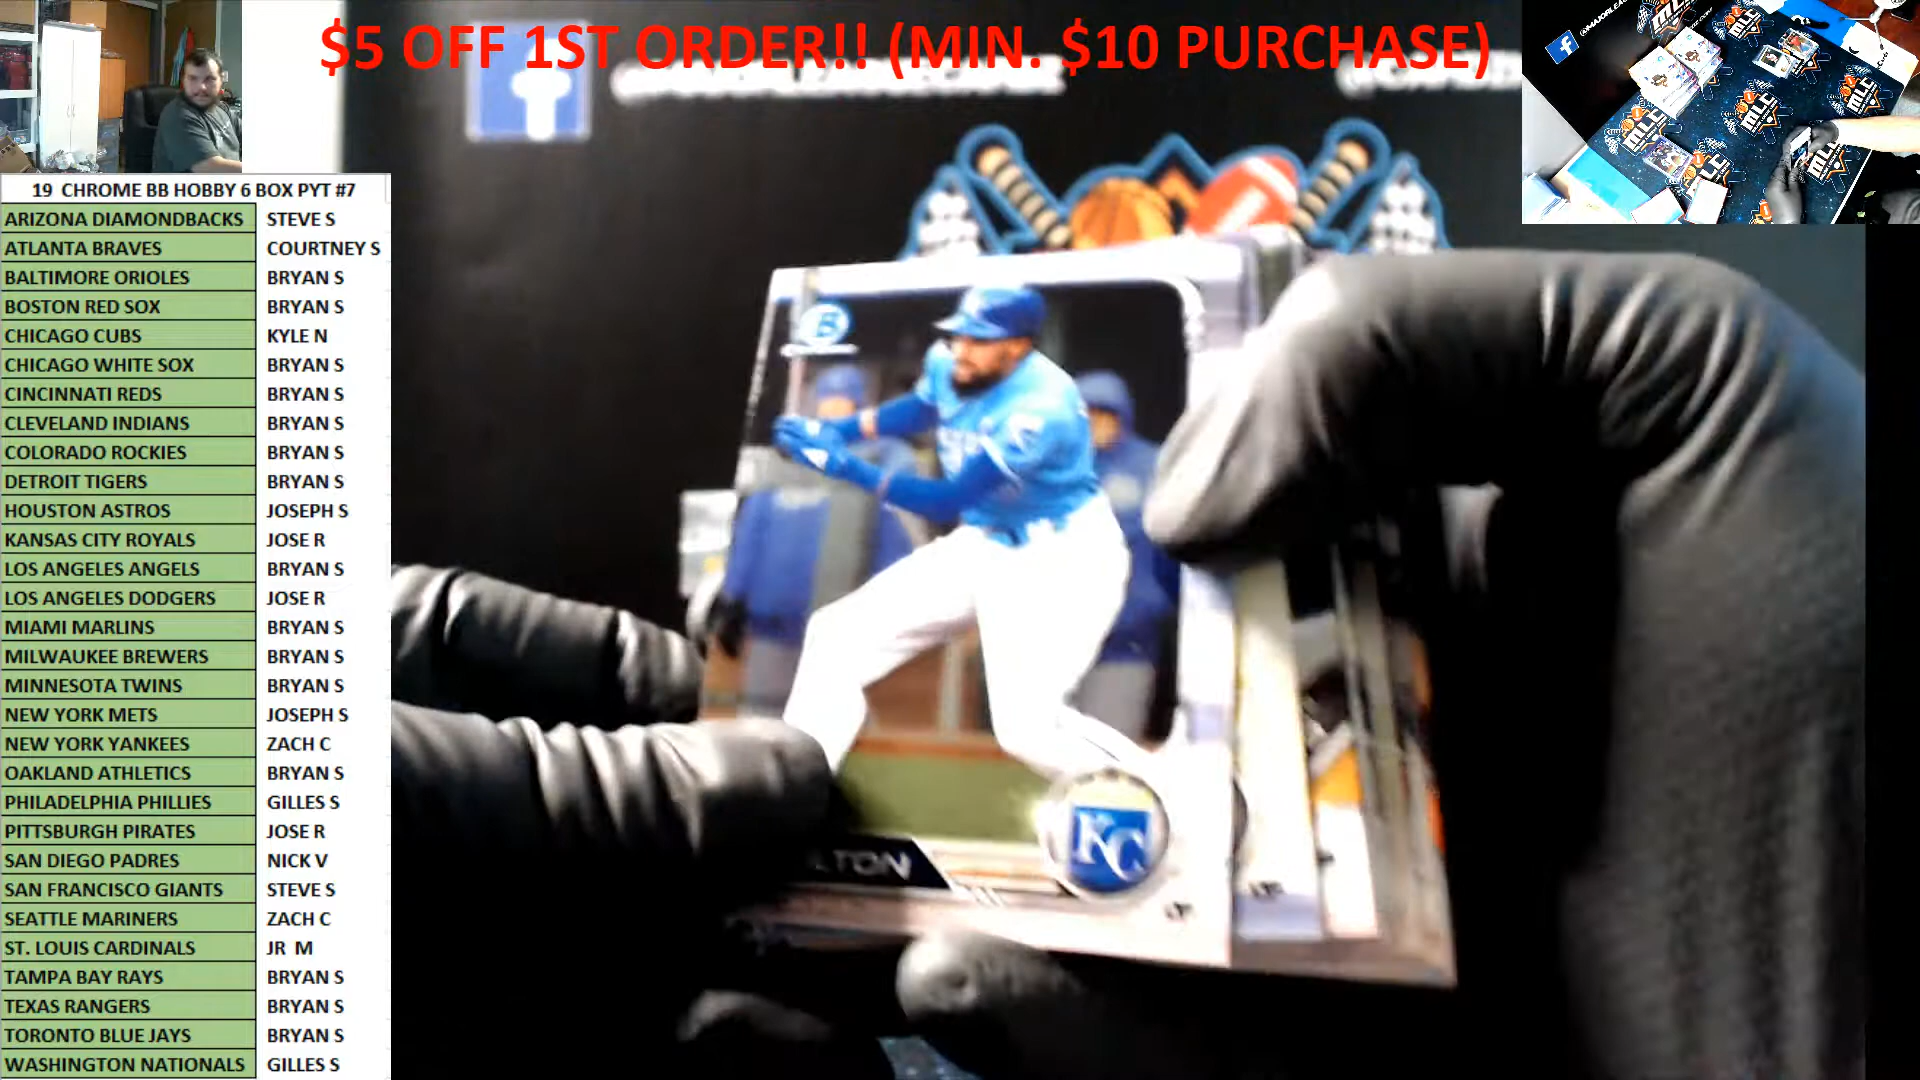 $5 OFF 1ST ORDER!! (MIN. $10 PURCHASE)
19 CHROME BB HOBBY 6 BOX PYT #7
ARIZONA DIAMONDBACKS STEVE S
ATLANTA BRAVES COURTNEY S
BALTIMORE ORIOLES BRYAN S
BOSTON RED SOX BRYAN S
CHICAGO CUBS KYLE N
CHICAGO WHITE SOX BRYAN S
CINCINNATI REDS BRYAN S
CLEVELAND INDIANS BRYAN S
COLORADO ROCKIES BRYAN S
DETROIT TIGERS BRYAN S
HOUSTON ASTROS JOSEPH S
KANSAS CITY ROYALS JOSE R
LOS ANGELES ANGELS BRYAN S
LOS ANGELES DODGERS JOSE R
MIAMI MARLINS BRYAN S
MILWAUKEE BREWERS BRYAN S
MINNESOTA TWINS BRYAN S
NEW YORK METS JOSEPH S
NEW YORK YANKEES ZACH C
OAKLAND ATHLETICS BRYAN S
PHILADELPHIA PHILLIES GILLES S
PITTSBURGH PIRATES JOSE R
SAN DIEGO PADRES NICK V
SAN FRANCISCO GIANTS STEVE S
SEATTLE MARINERS ZACH C
ST. LOUIS CARDINALS JR M
TAMPA BAY RAYS BRYAN S
TEXAS RANGERS BRYAN S
TORONTO BLUE JAYS BRYAN S
WASHINGTON NATIONALS GILLES S
B
LTON
KC
MLC
MLC
MLC
MLC